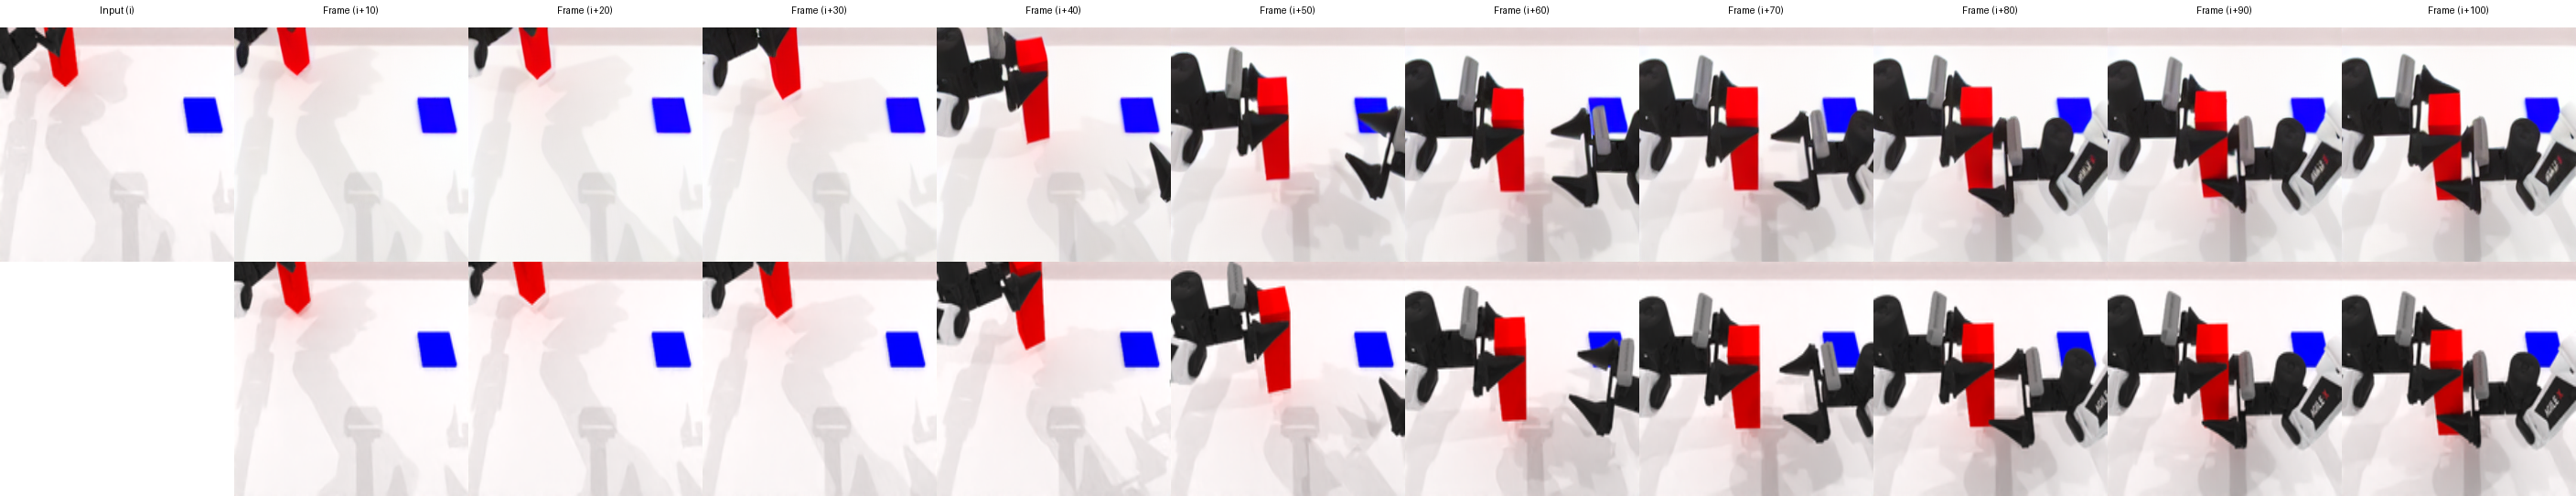 Input (i)
Frame (i+10)
Frame (i+20)
Frame (i+30)
Frame (i+40)
Frame (i+50)
Frame (i+60)
Frame (i+70)
Frame (i+80)
Frame (i+90)
Frame (i+100)